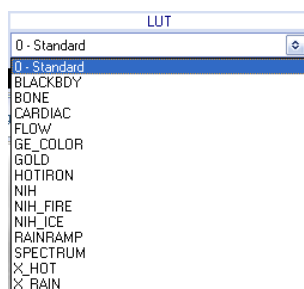 LUT
0 - Standard
0 - Standard
BLACKBDY
BONE
CARDIAC
FLOW
GE_COLOR
GOLD
HOTIRON
NIH
NIH_FIRE
NIH_ICE
RAINRAMP
SPECTRUM
X_HOT
X_RAIN